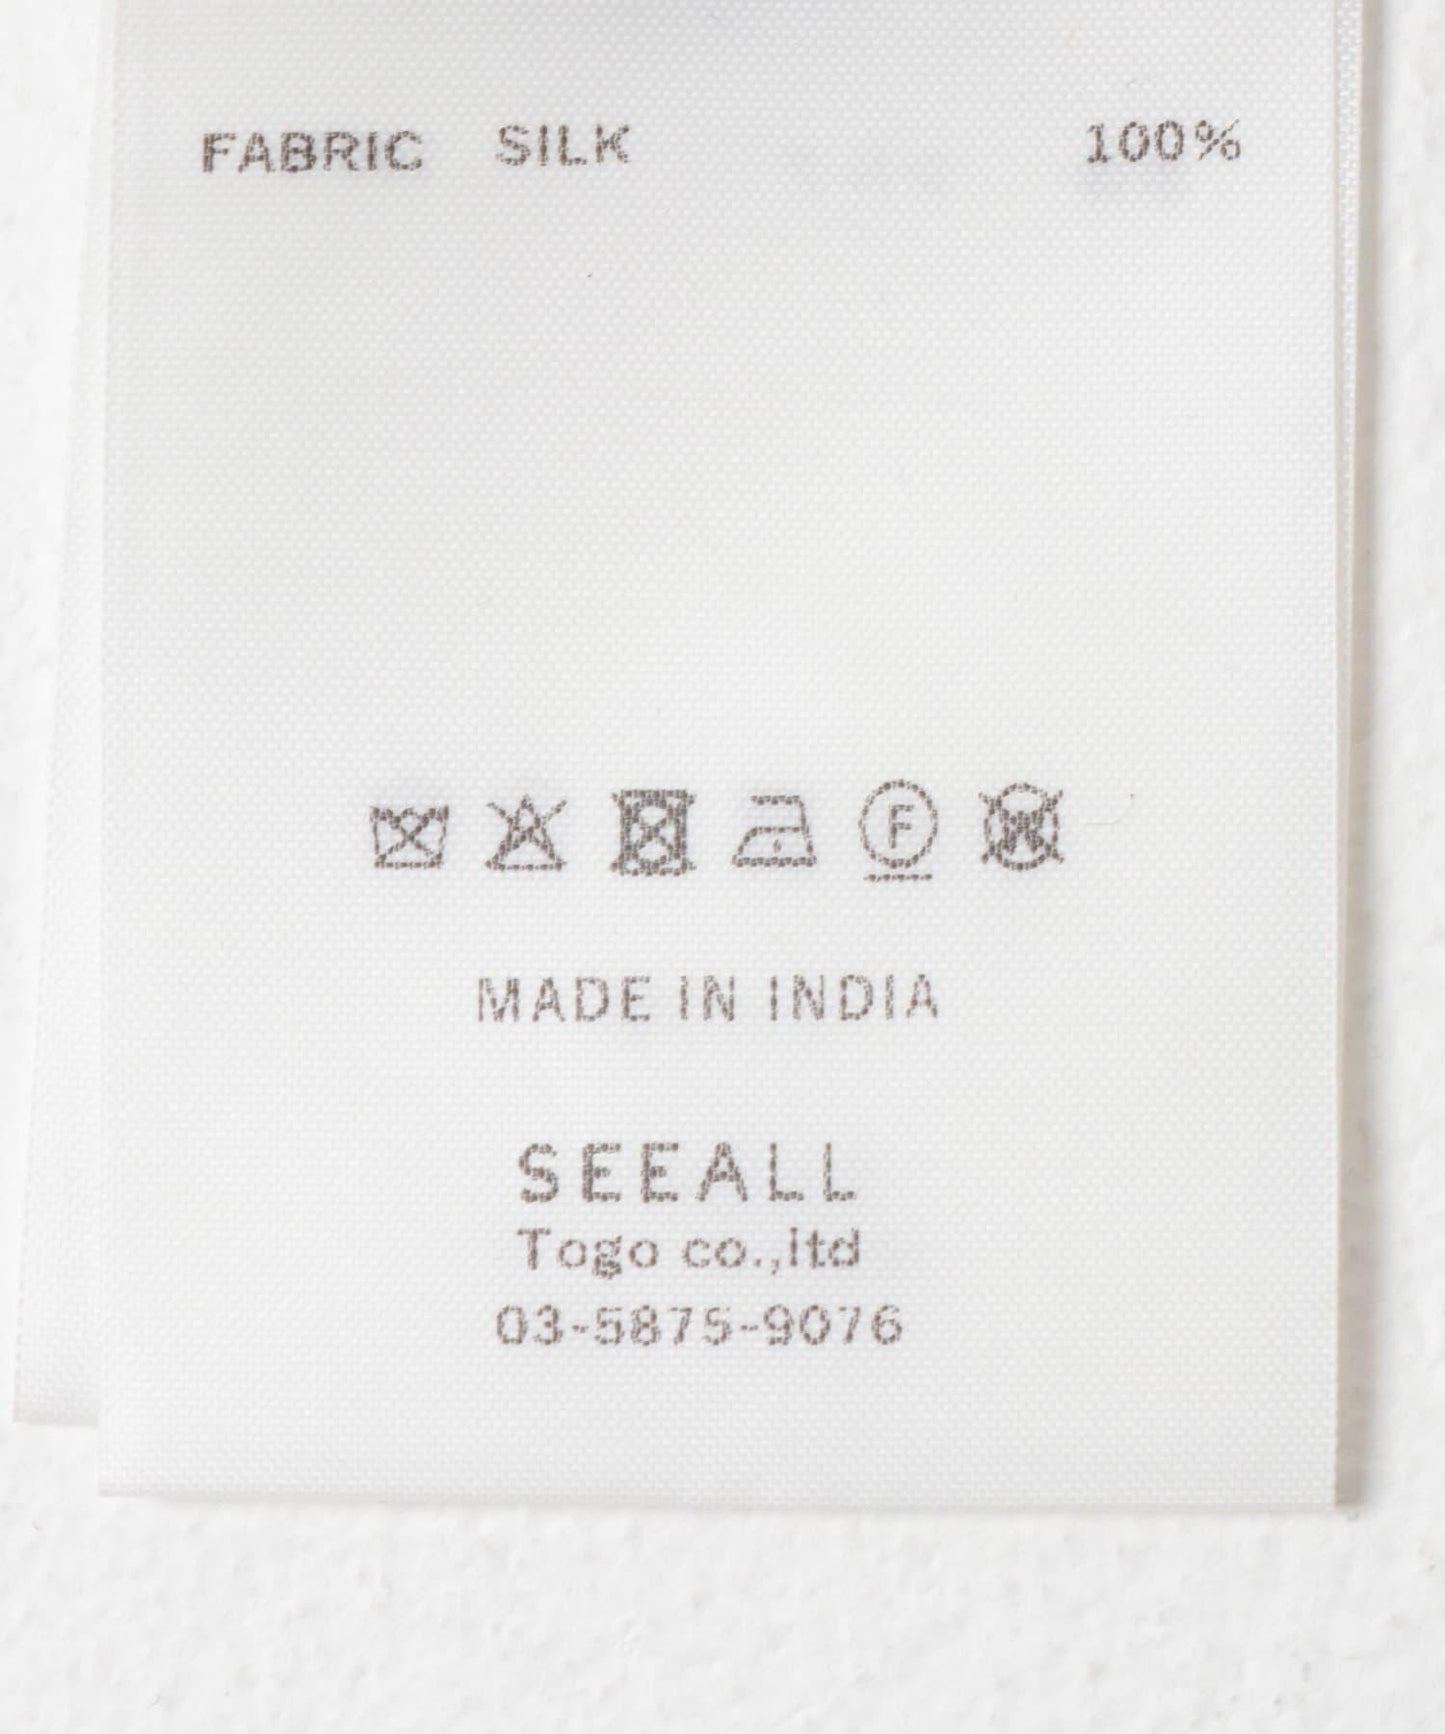 FABRIC SILK 100%
F W
MADE IN INDIA
SEEALL
Togo co.,ltd
03-5875-9076